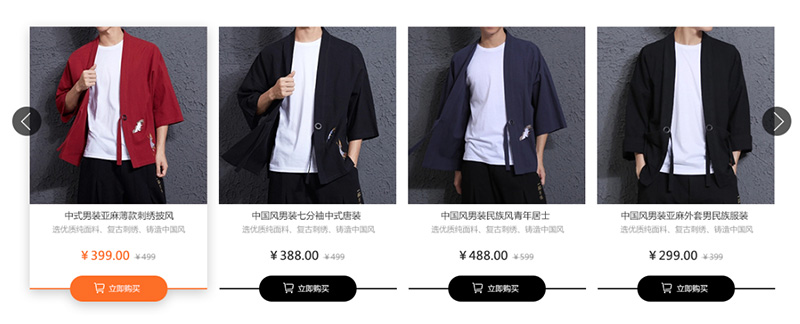 中式男装亚麻薄款刺绣披风
选优质纯面料、复古刺绣、铸造中国风
￥399.00 ￥499
立即购买
中国风男装七分袖中式唐装
选优质纯面料、复古刺绣、铸造中国风
￥388.00 ￥499
立即购买
中国风男装民族风青年居士
选优质纯面料、复古刺绣、铸造中国风
￥488.00 ￥599
立即购买
中国风男装亚麻外套男民族服装
选优质纯面料、复古刺绣、铸造中国风
￥299.00 ￥399
立即购买